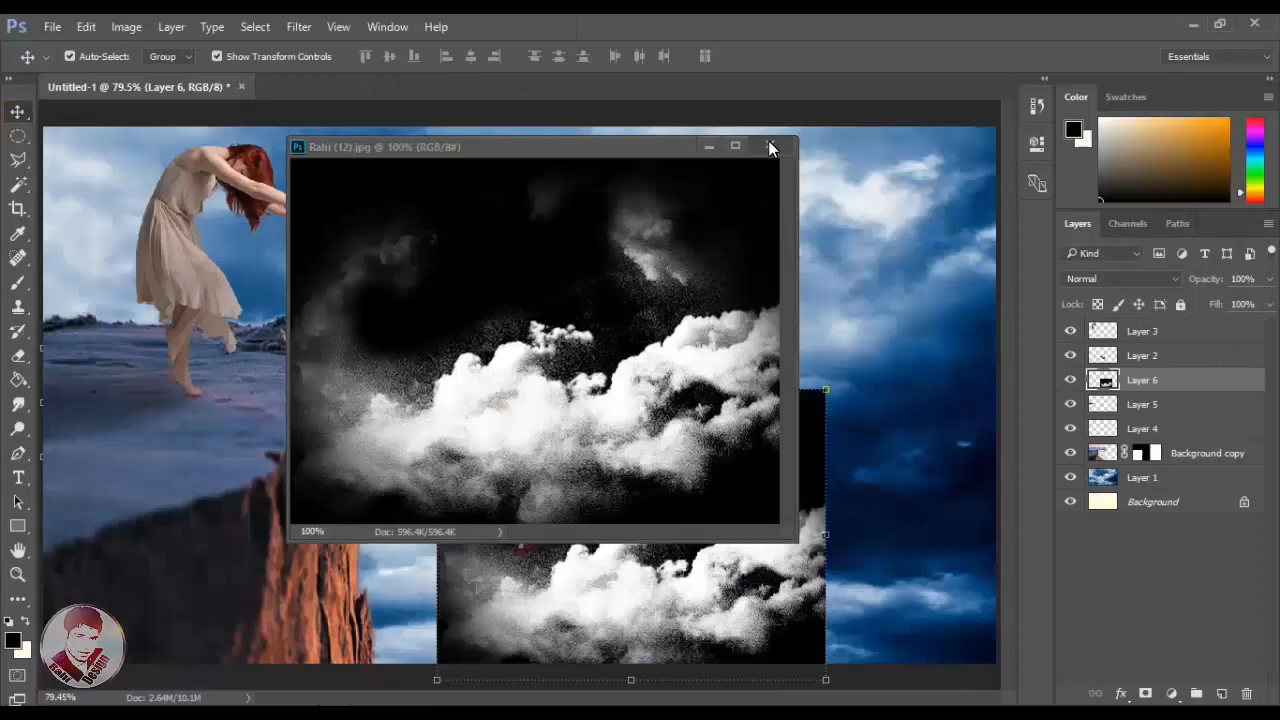 Ps File Edit Image Layer Type Select Filter View Window Help
Auto-Select: Group Show Transform Controls Essentials
Untitled-1 @ 79.5% (Layer 6, RGB/8) *
Color Swatches
Ps Rahi (12).jpg @ 100% (RGB/8#)
Layers Channels Paths
Kind
Normal Opacity: 100%
Lock: Fill: 100%
Layer 3
Layer 2
Layer 6
Layer 5
Layer 4
Background copy
Layer 1
Background
100% Doc: 596.4K/596.4K
Rahi Design
79.45% Doc: 2.64M/10.1M